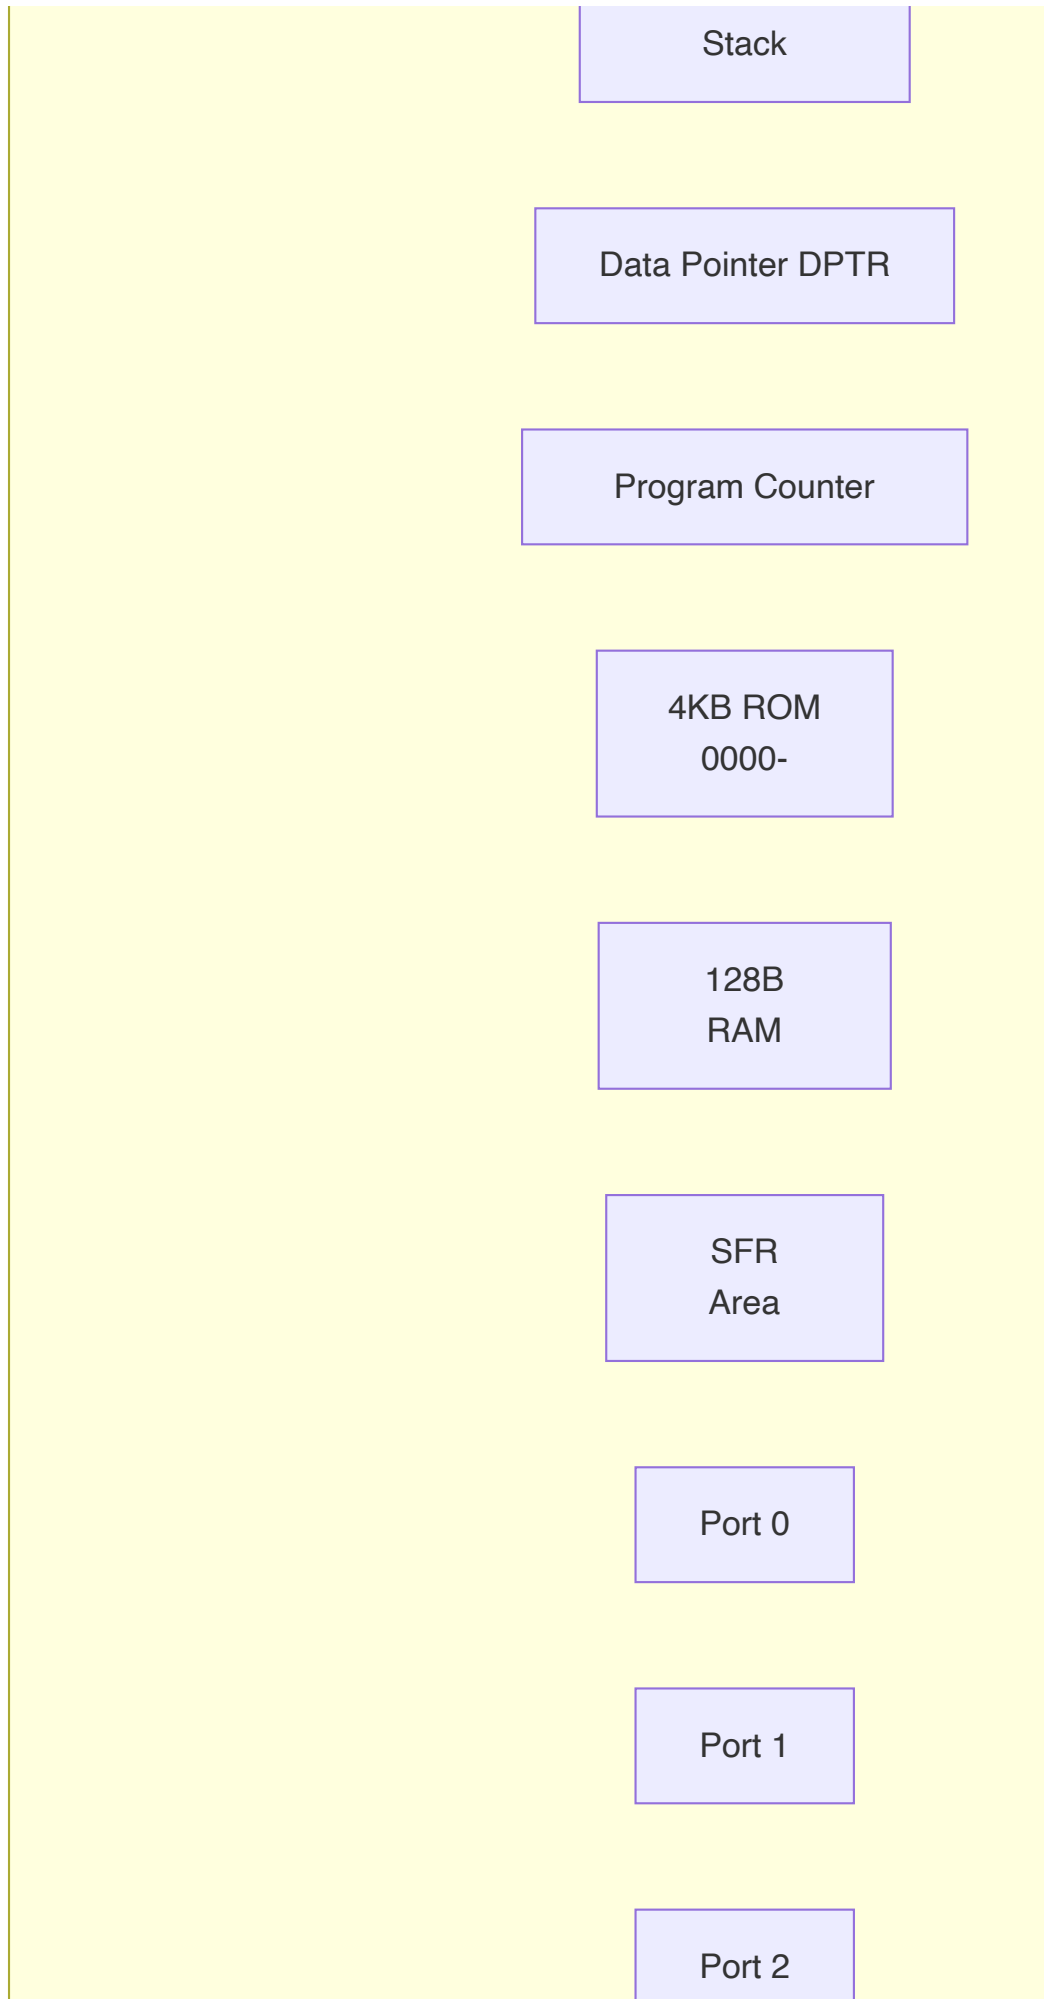 Stack
Data Pointer DPTR
Program Counter
4KB ROM
0000-
128B
RAM
SFR
Area
Port 0
Port 1
Port 2